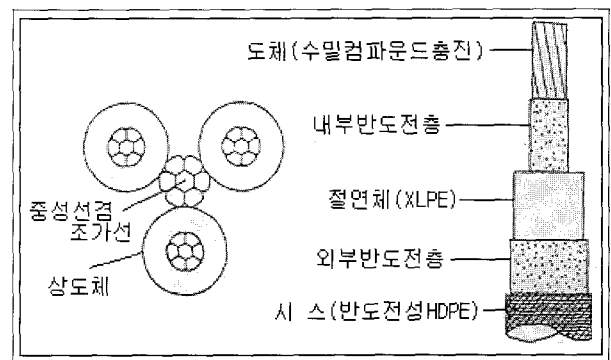 도체(수밀컴파운드충진)
내부반도전층
절연체(XLPE)
외부반도전층
시 스(반도전성HDPE)
중성선겸
조가선
상도체